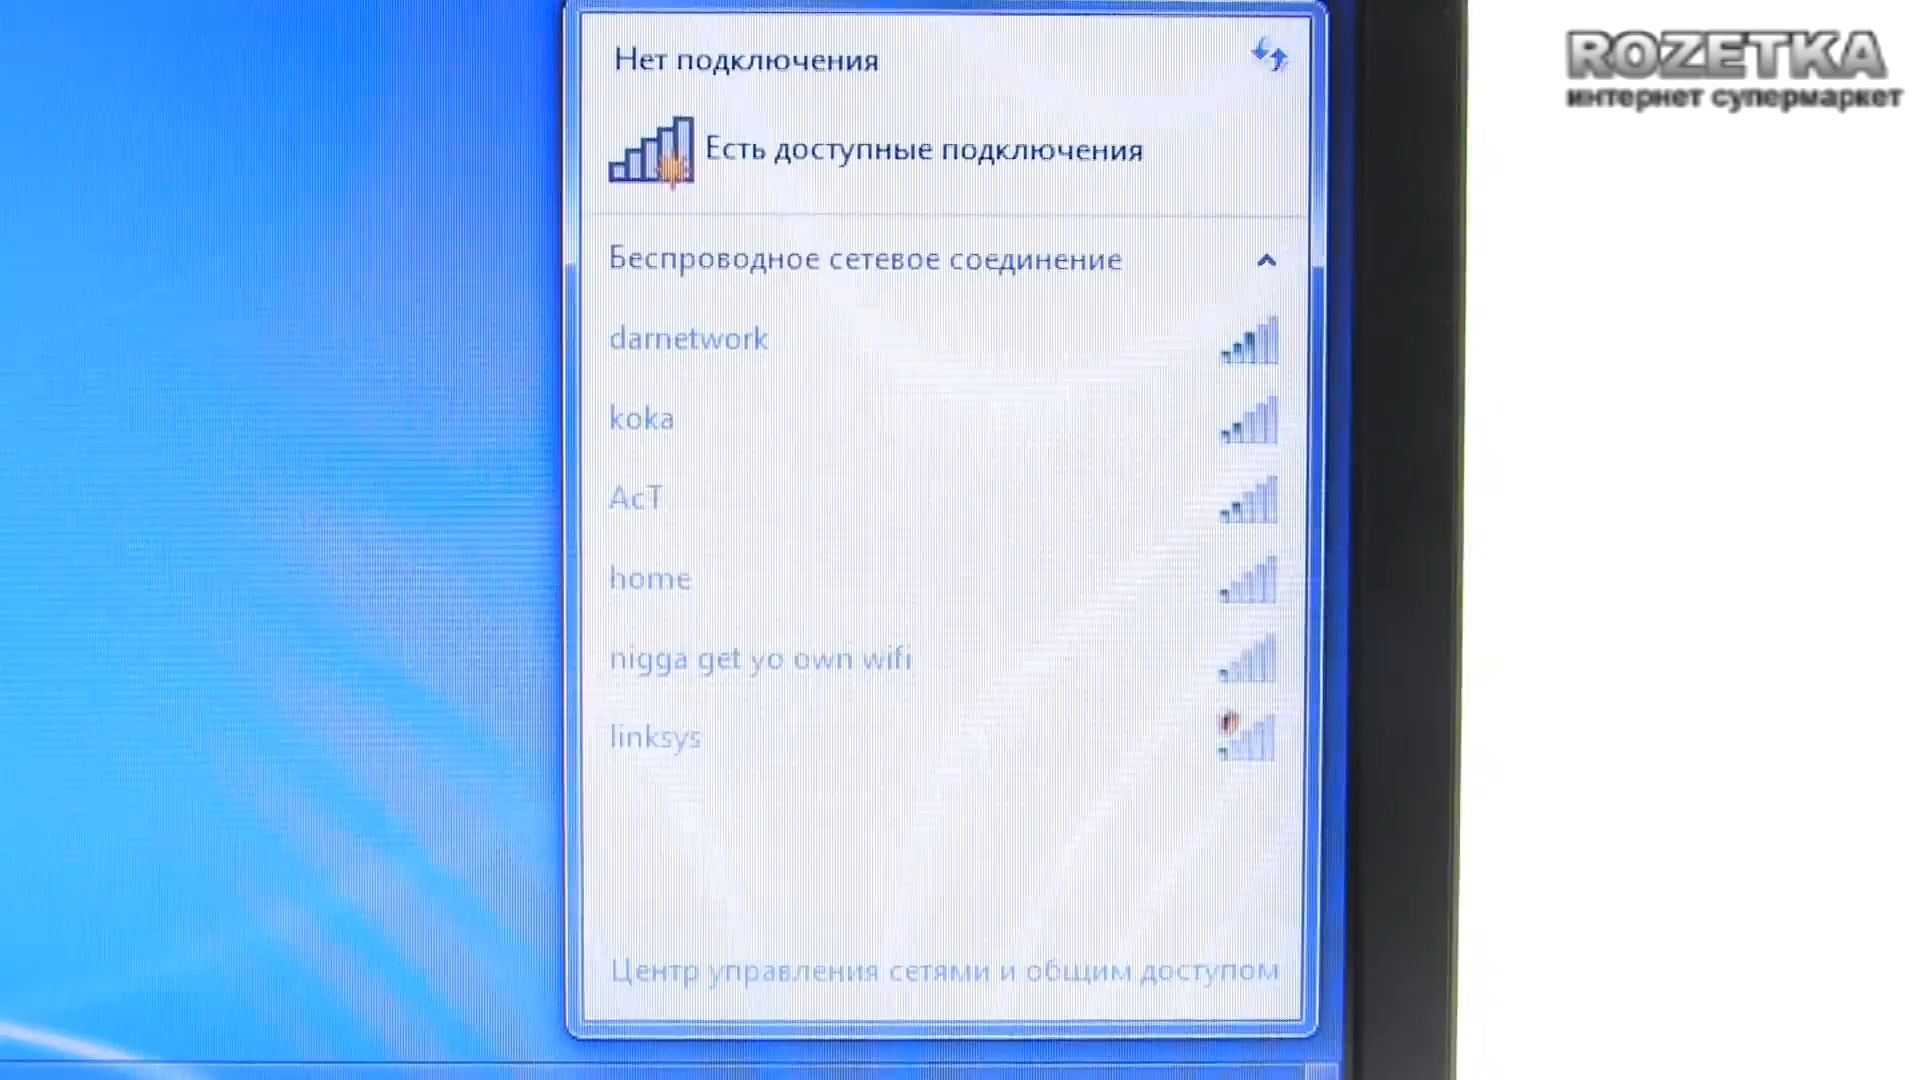 Нет подключения
ROZETKA
интернет супермаркет
Есть доступные подключения
Беспроводное сетевое соединение
darnetwork
koka
AcT
home
nigga get yo own wifi
linksys
Центр управления сетями и общим доступом